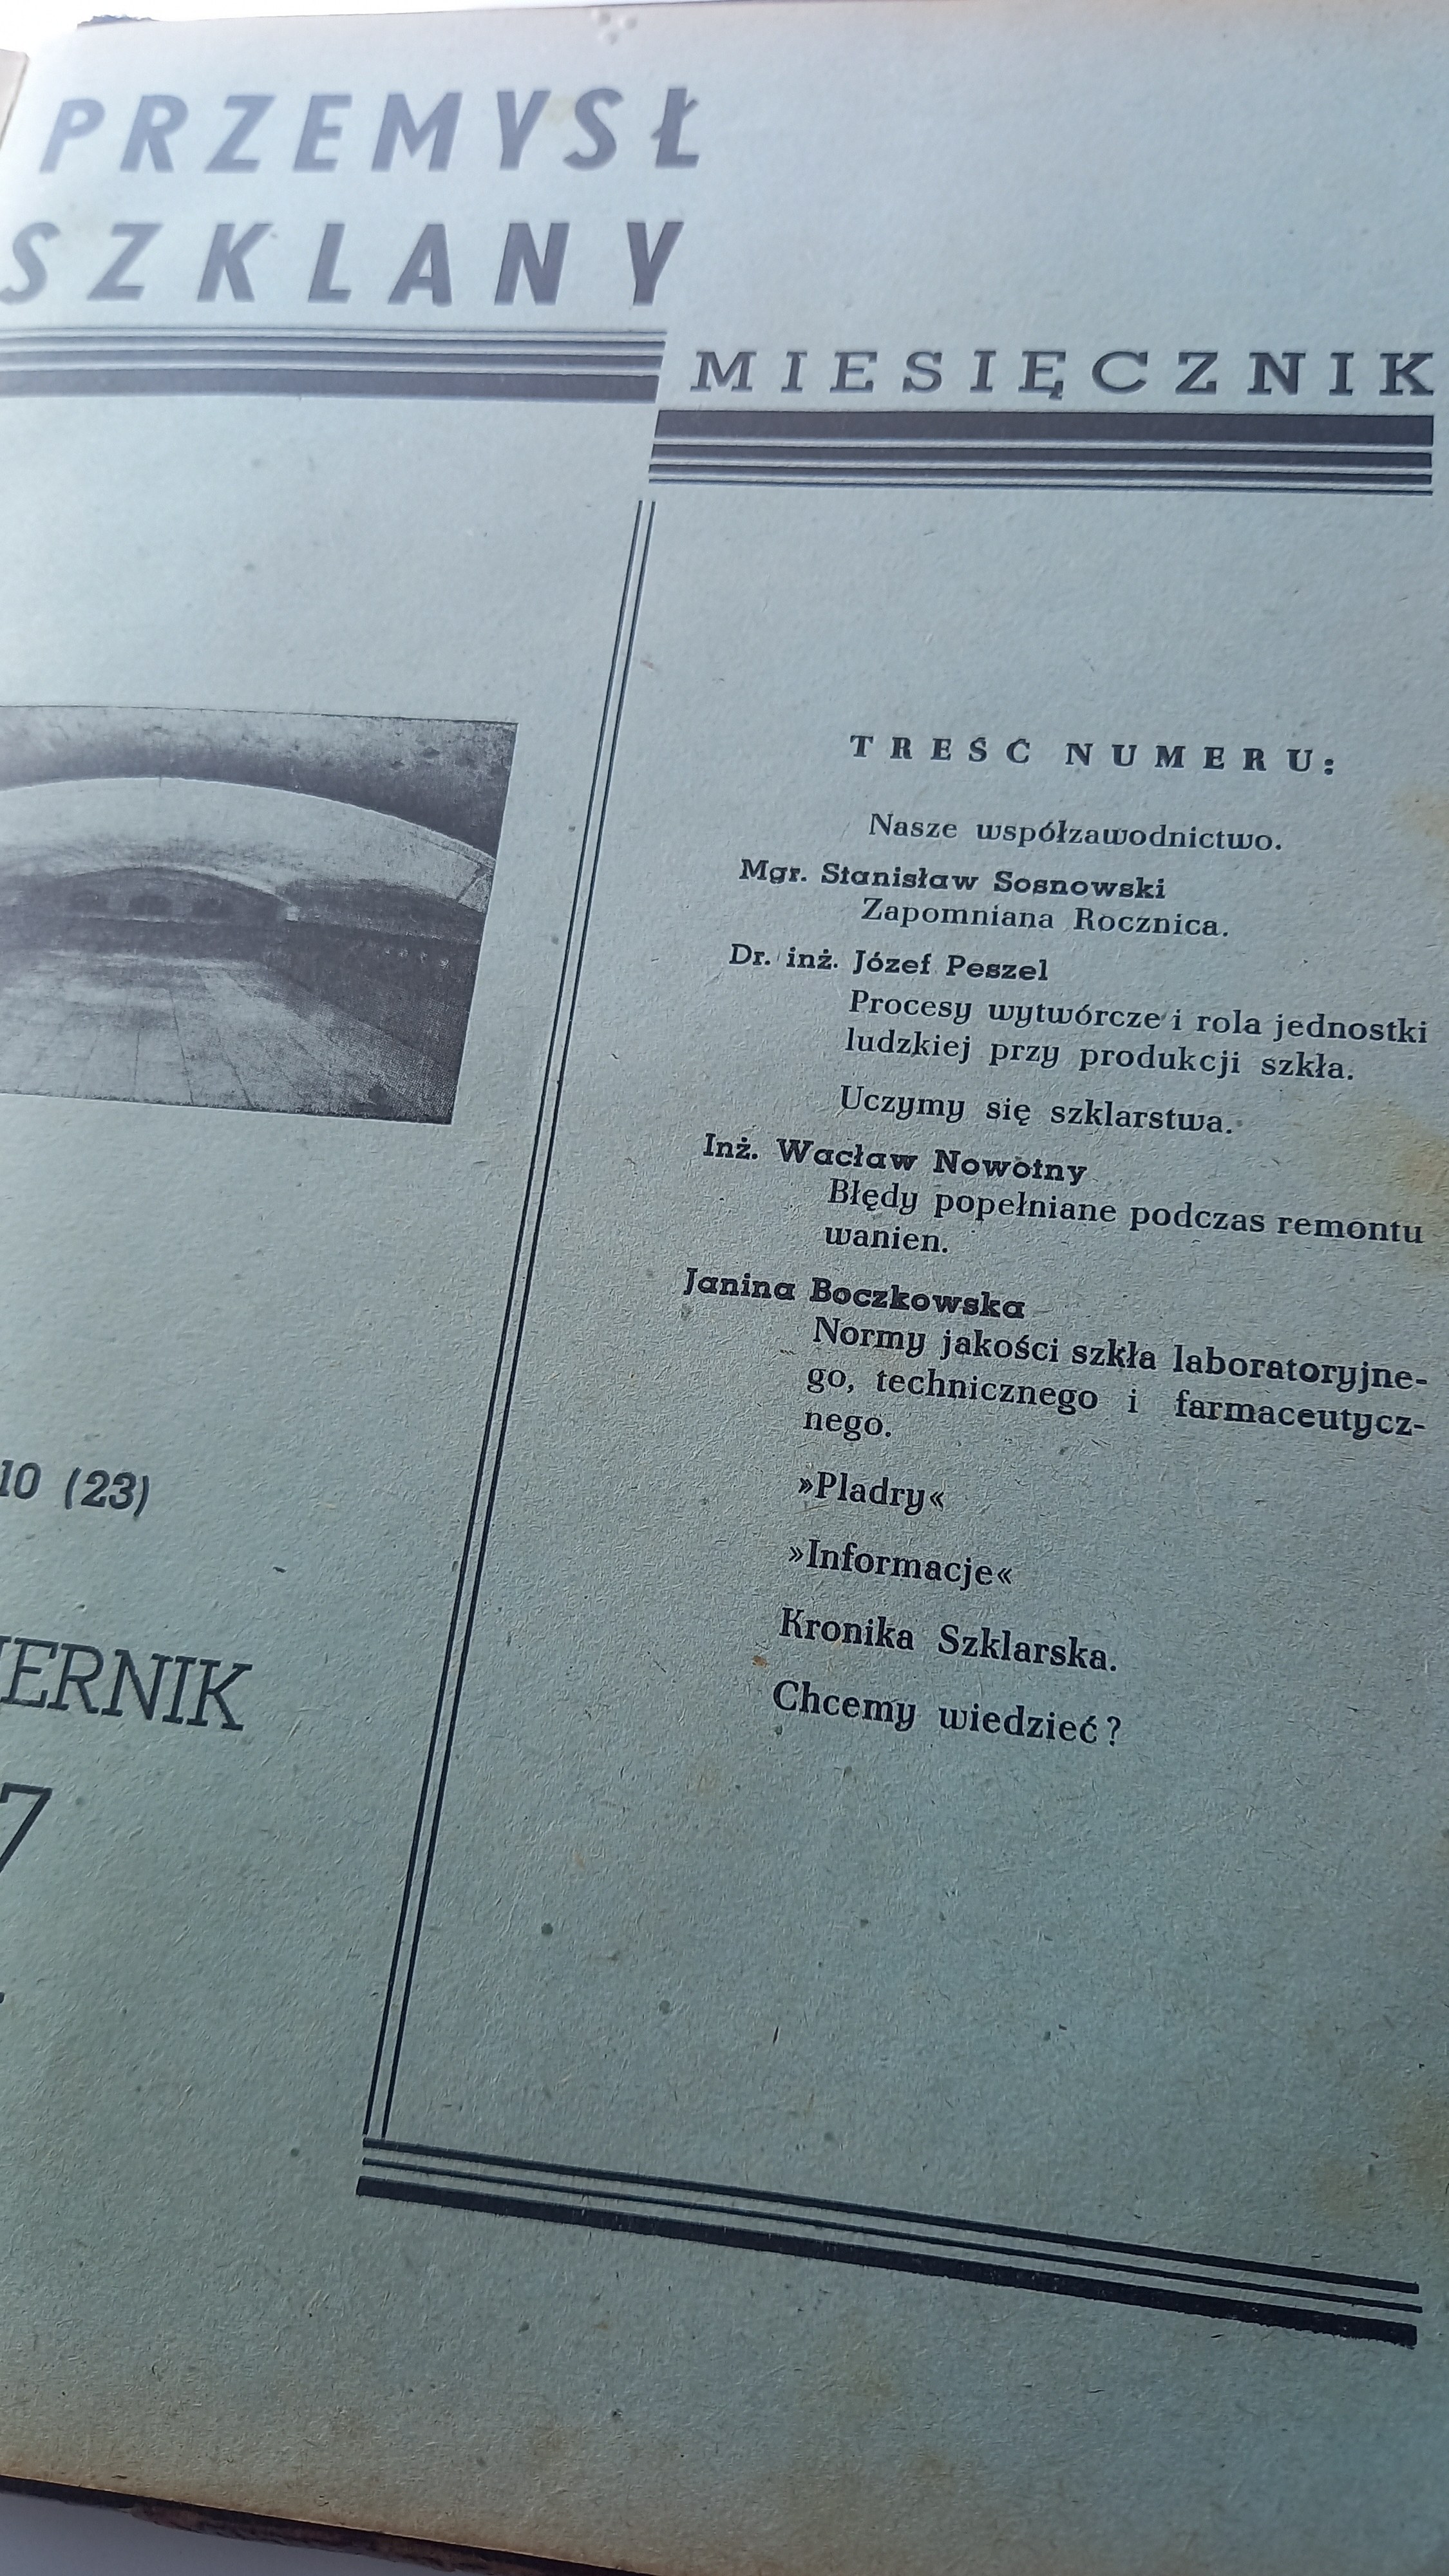 PRZEMYSŁ
SZKLANY
MIESIĘCZNIK
TREŚĆ NUMERU:
Nasze współzawodnictwo.
Mgr. Stanisław Sosnowski
Zapomniana Rocznica.
Dr. inż. Józef Peszel
Procesy wytwórcze i rola jednostki
ludzkiej przy produkcji szkła.
Uczymy się szklarstwa.
Inż. Wacław Nowotny
Błędy popełniane podczas remontu
wanien.
Janina Boczkowska
Normy jakości szkła laboratoryjne-
go, technicznego i farmaceutycz-
nego.
»Pladry«
»Informacje«
Kronika Szklarska.
Chcemy wiedzieć?
10 (23)
IERNIK
7